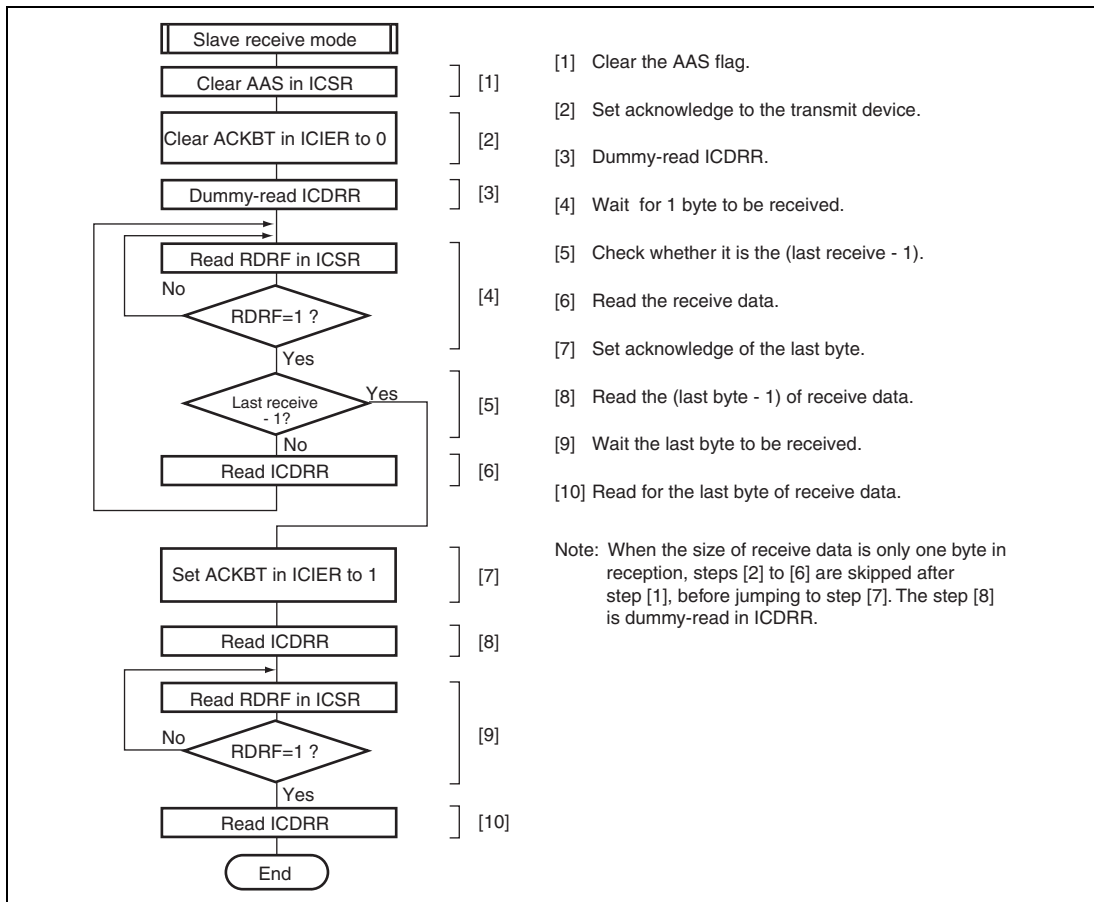 Slave receive mode
Clear AAS in ICSR
[1]
Clear ACKBT in ICIER to 0
[2]
Dummy-read ICDRR
[3]
Read RDRF in ICSR
No
[4]
RDRF=1 ?
Yes
Yes
Last receive
- 1?
[5]
No
Read ICDRR
[6]
Set ACKBT in ICIER to 1
[7]
Read ICDRR
[8]
Read RDRF in ICSR
No
[9]
RDRF=1 ?
Yes
Read ICDRR
[10]
End
[1] Clear the AAS flag.
[2] Set acknowledge to the transmit device.
[3] Dummy-read ICDRR.
[4] Wait for 1 byte to be received.
[5] Check whether it is the (last receive - 1).
[6] Read the receive data.
[7] Set acknowledge of the last byte.
[8] Read the (last byte - 1) of receive data.
[9] Wait the last byte to be received.
[10] Read for the last byte of receive data.
Note: When the size of receive data is only one byte in
reception, steps [2] to [6] are skipped after
step [1], before jumping to step [7]. The step [8]
is dummy-read in ICDRR.